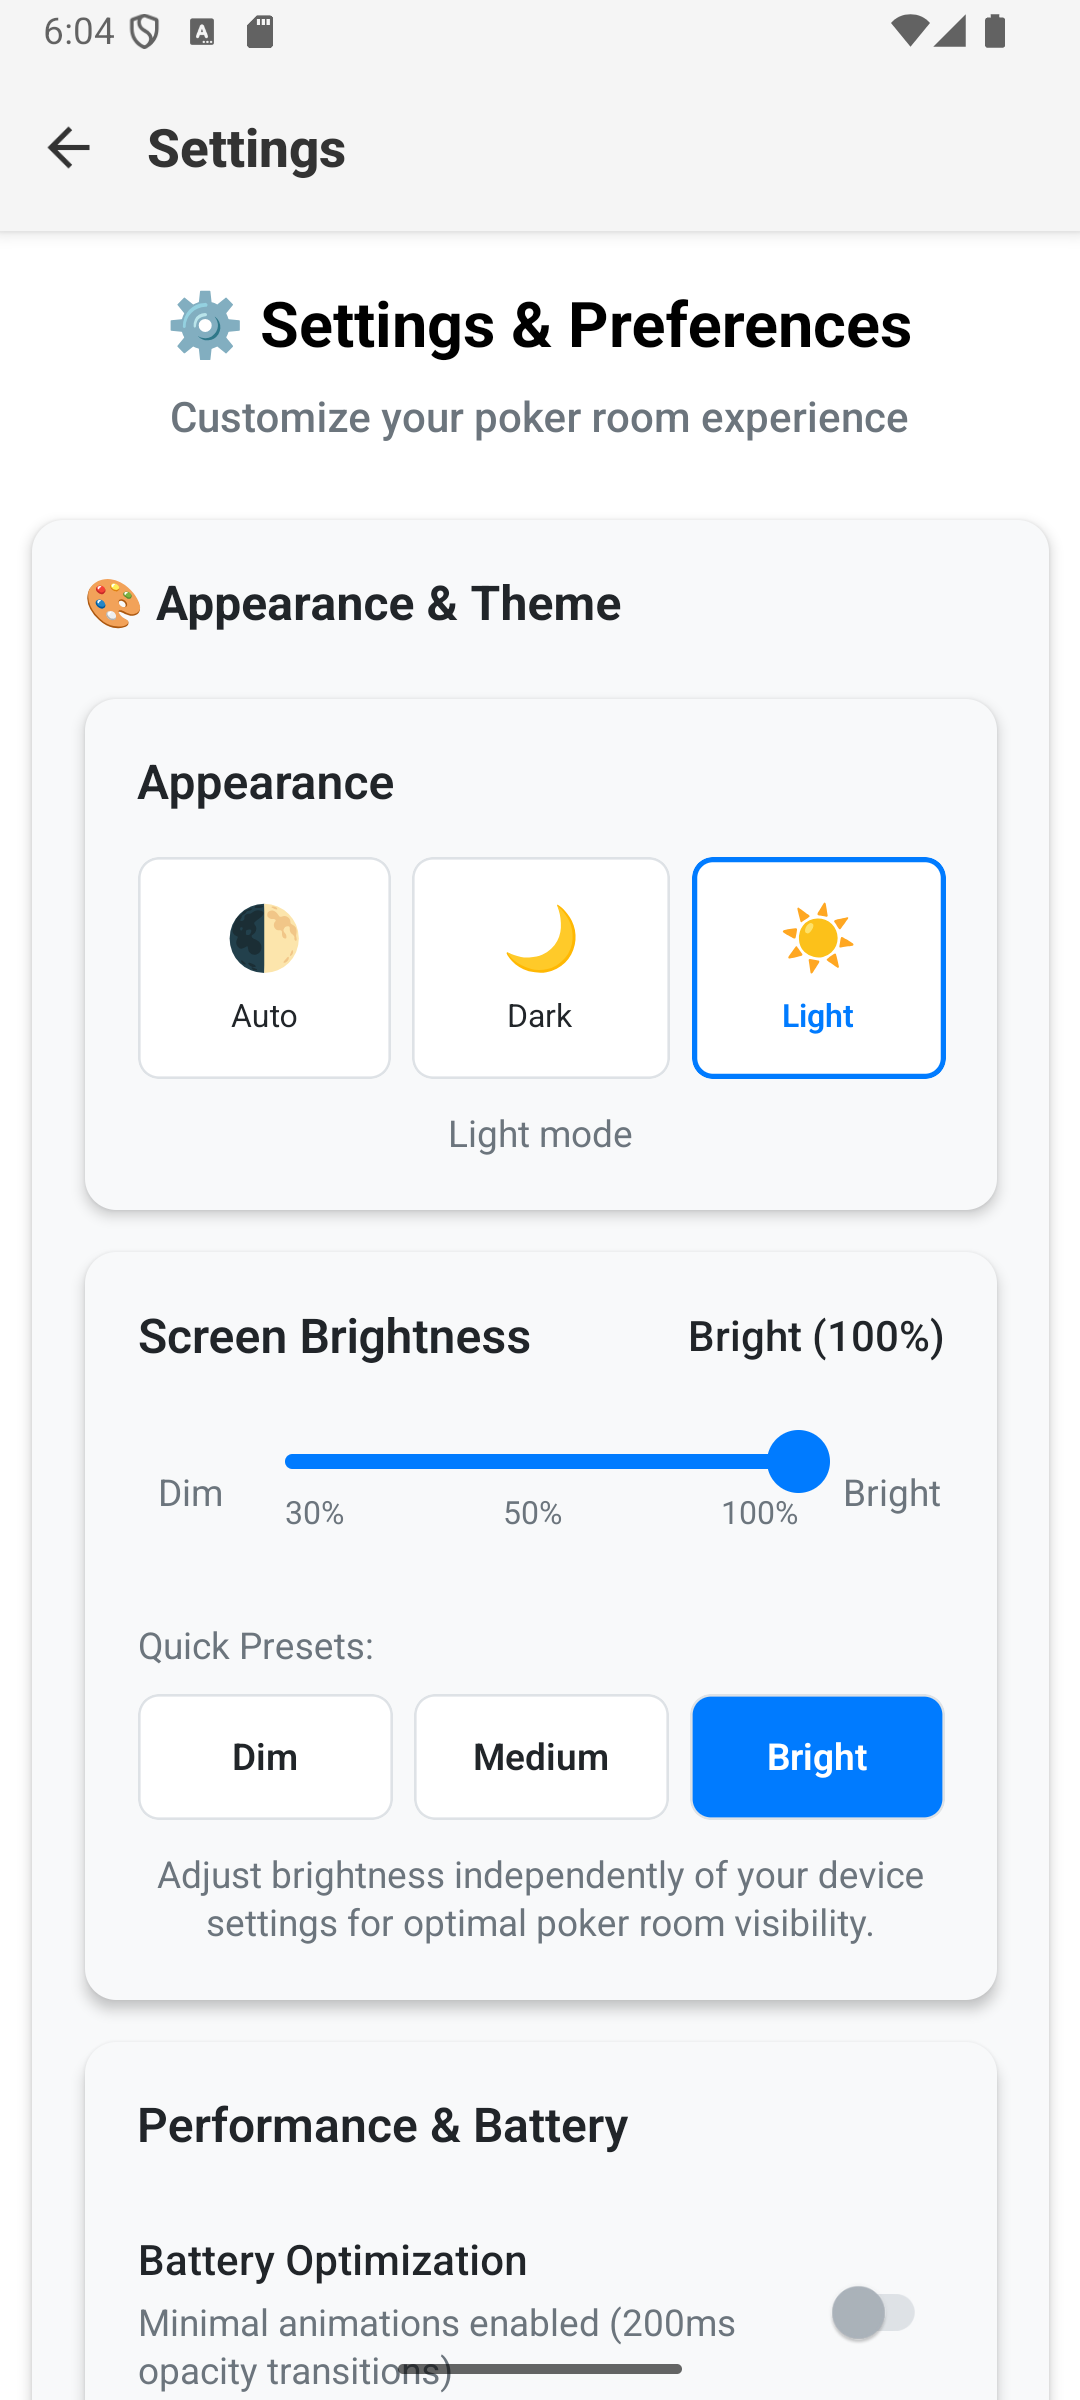 6:04
Settings
Settings & Preferences
Customize your poker room experience
Appearance & Theme
Appearance
Auto
Dark
Light
Light mode
Screen Brightness
Bright (100%)
Dim
30%
50%
100%
Bright
Quick Presets:
Dim
Medium
Bright
Adjust brightness independently of your device
settings for optimal poker room visibility.
Performance & Battery
Battery Optimization
Minimal animations enabled (200ms
opacity transitions)